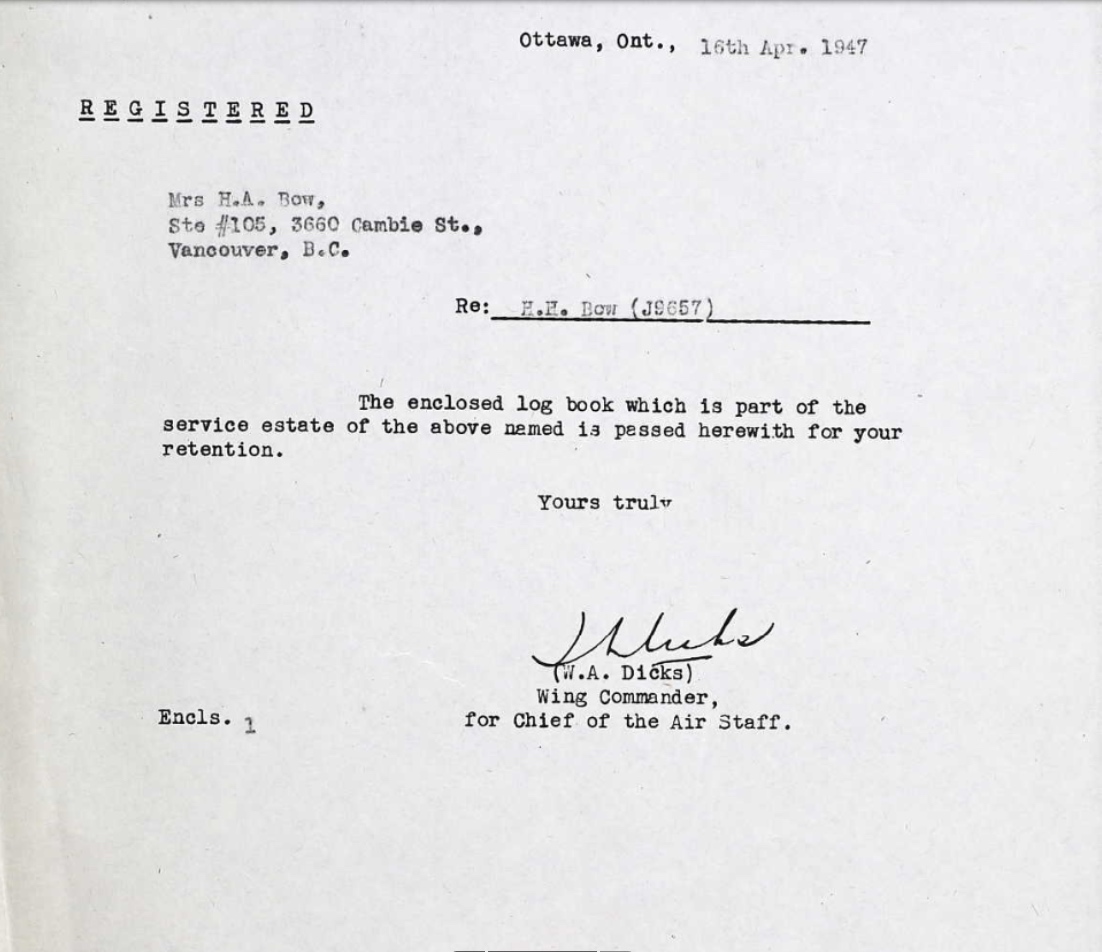 Ottawa, Ont., 16th Apr. 1947
REGISTERED
Mrs H.A. Bow,
Ste #105, 3660 Cambie St.,
Vancouver, B.C.
Re: H.H. Bow (J9657)
The enclosed log book which is part of the
service estate of the above named is passed herewith for your
retention.
Yours truly
(W.A. Dicks)
Wing Commander,
Encls. 1 for Chief of the Air Staff.